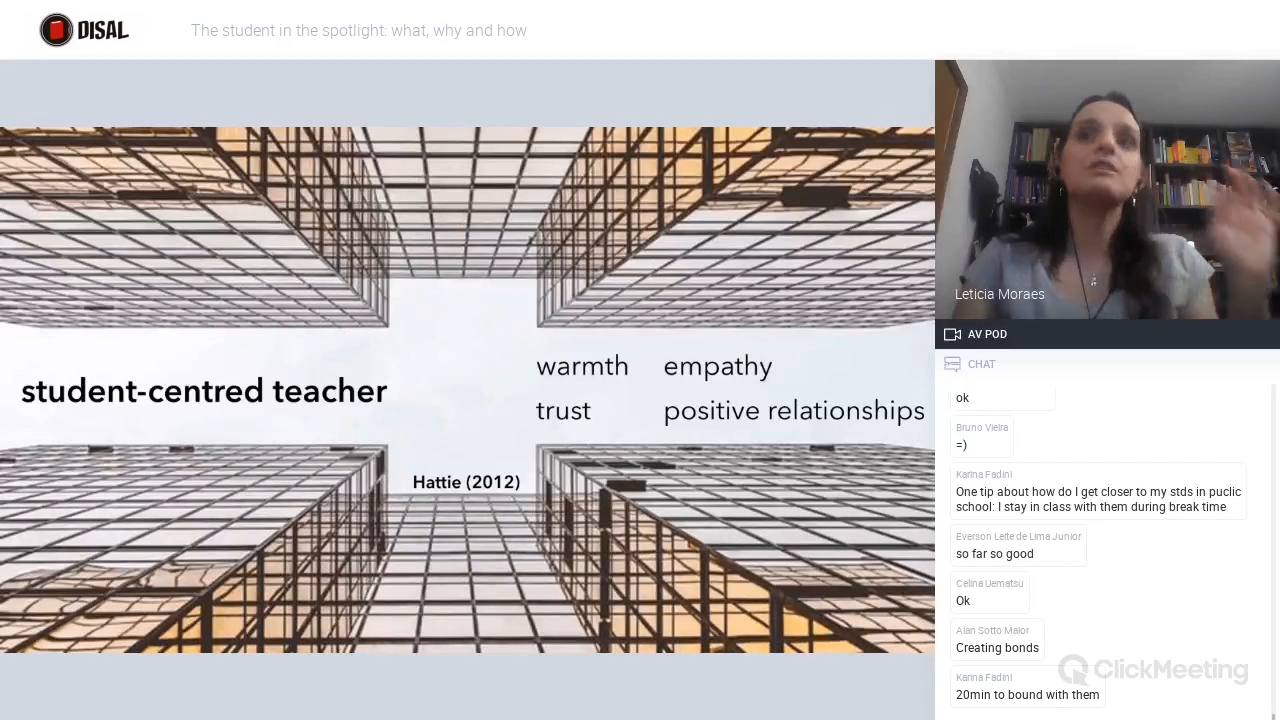 DISAL
The student in the spotlight: what, why and how
student-centred teacher
warmth empathy
trust positive relationships
Hattie (2012)
Leticia Moraes
AV POD
CHAT
ok
Bruno Vieira
=)
Karina Fadini
One tip about how do I get closer to my stds in puclic
school: I stay in class with them during break time
Everson Leite de Lima Junior
so far so good
Celina Uematsu
Ok
Alan Sotto Maior
Creating bonds
Karina Fadini
20min to bound with them
ClickMeeting